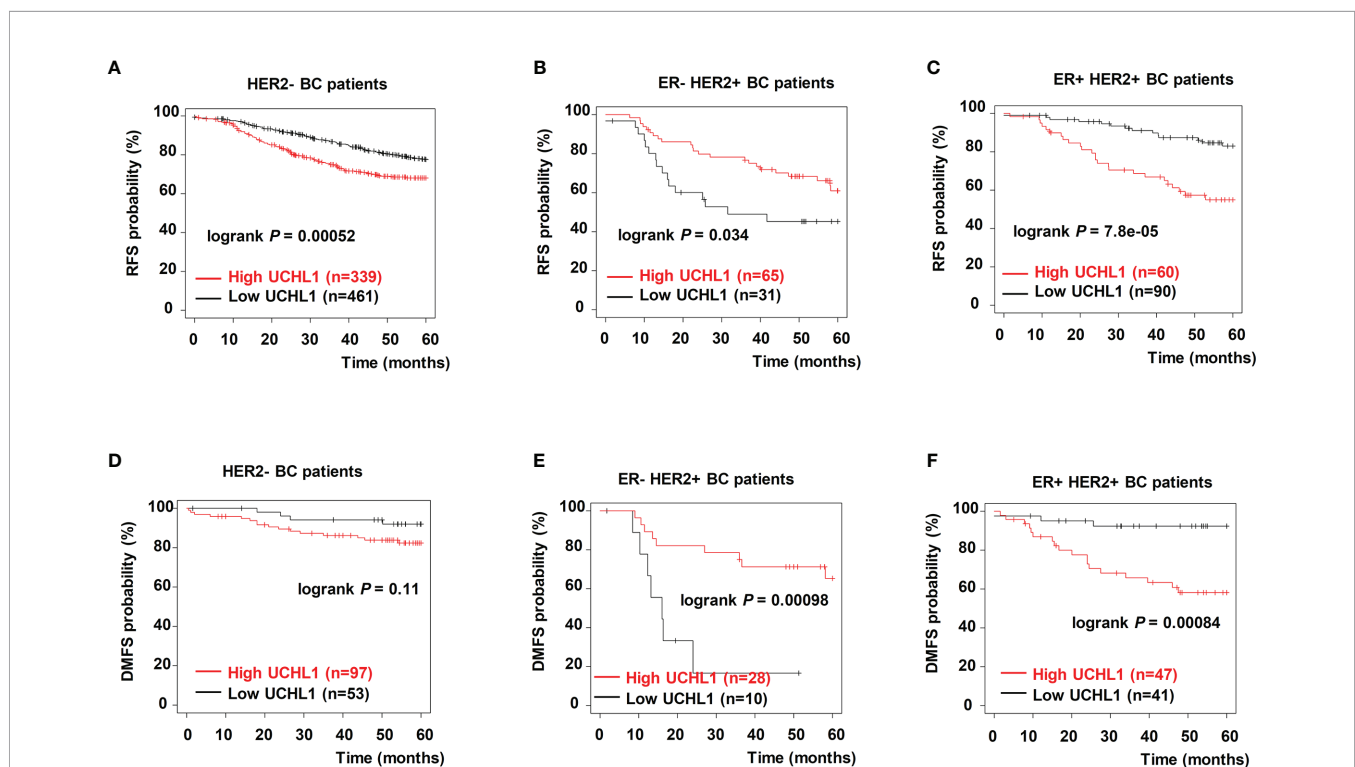 A
HER2- BC patients
RFS probability (%)
100
80
60
40
20
0
logrank P = 0.00052
High UCHL1 (n=339)
Low UCHL1 (n=461)
0 10 20 30 40 50 60
Time (months)
B
ER- HER2+ BC patients
RFS probability (%)
100
80
60
40
20
0
logrank P = 0.034
High UCHL1 (n=65)
Low UCHL1 (n=31)
0 10 20 30 40 50 60
Time (months)
C
ER+ HER2+ BC patients
RFS probability (%)
100
80
60
40
20
0
logrank P = 7.8e-05
High UCHL1 (n=60)
Low UCHL1 (n=90)
0 10 20 30 40 50 60
Time (months)
D
HER2- BC patients
DMFS probability (%)
100
80
60
40
20
0
logrank P = 0.11
High UCHL1 (n=97)
Low UCHL1 (n=53)
0 10 20 30 40 50 60
Time (months)
E
ER- HER2+ BC patients
DMFS probability (%)
100
80
60
40
20
0
logrank P = 0.00098
High UCHL1 (n=28)
Low UCHL1 (n=10)
0 10 20 30 40 50 60
Time (months)
F
ER+ HER2+ BC patients
DMFS probability (%)
100
80
60
40
20
0
logrank P = 0.00084
High UCHL1 (n=47)
Low UCHL1 (n=41)
0 10 20 30 40 50 60
Time (months)